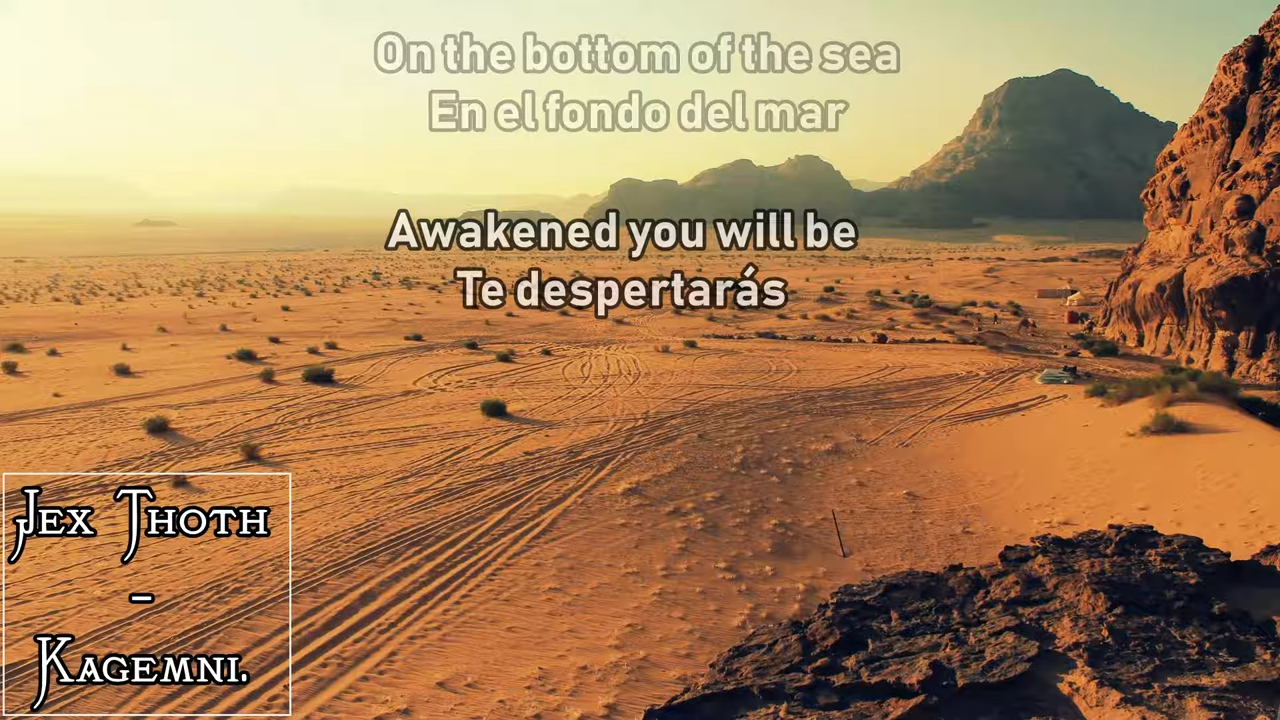 On the bottom of the sea
En el fondo del mar
Awakened you will be
Te despertarás
Jex Thoth
-
Kagemni.